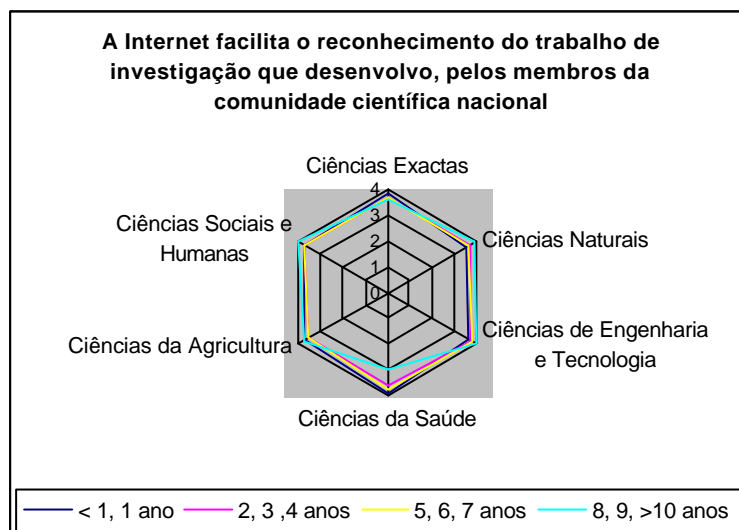 A Internet facilita o reconhecimento do trabalho de
investigação que desenvolvo, pelos membros da
comunidade científica nacional
Ciências Exactas
4
3
2
1
0
Ciências Sociais e
Humanas
Ciências Naturais
Ciências da Agricultura
Ciências de Engenharia
e Tecnologia
Ciências da Saúde
< 1, 1 ano
2, 3 ,4 anos
5, 6, 7 anos
8, 9, >10 anos